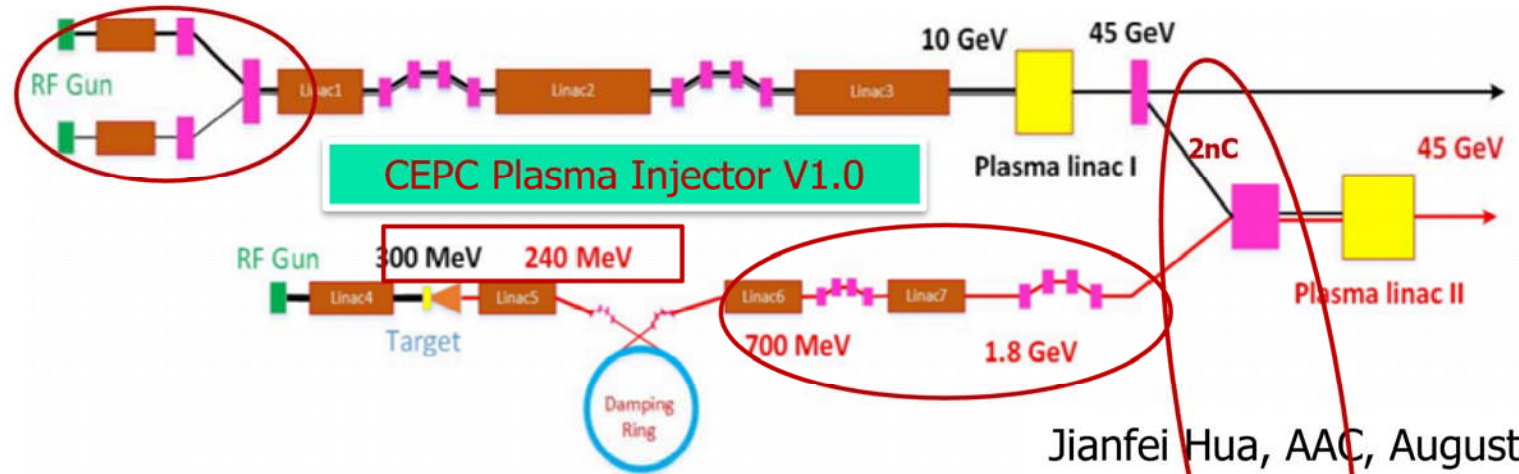 10 GeV
45 GeV
RF Gun
Linac1
Linac2
Linac3
2nC
45 GeV
CEPC Plasma Injector V1.0
Plasma linac I
RF Gun
300 MeV
240 MeV
Linac4
Linac5
Linac6
Linac7
Plasma linac II
Target
700 MeV
1.8 GeV
Damping
Ring
Jianfei Hua, AAC, August